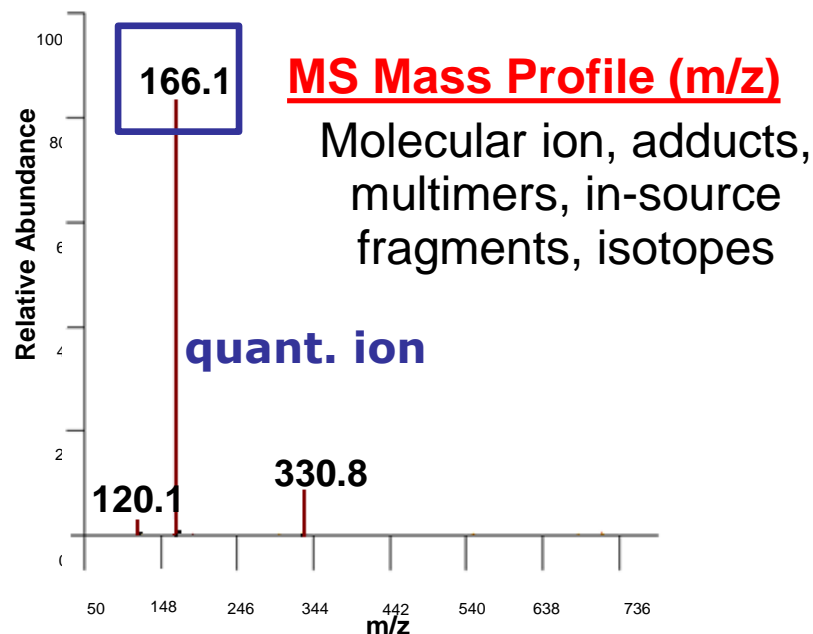 100
166.1
MS Mass Profile (m/z)
Molecular ion, adducts,
multimers, in-source
fragments, isotopes
Relative Abundance
quant. ion
120.1
330.8
50 148 246 344 442 540 638 736
m/z